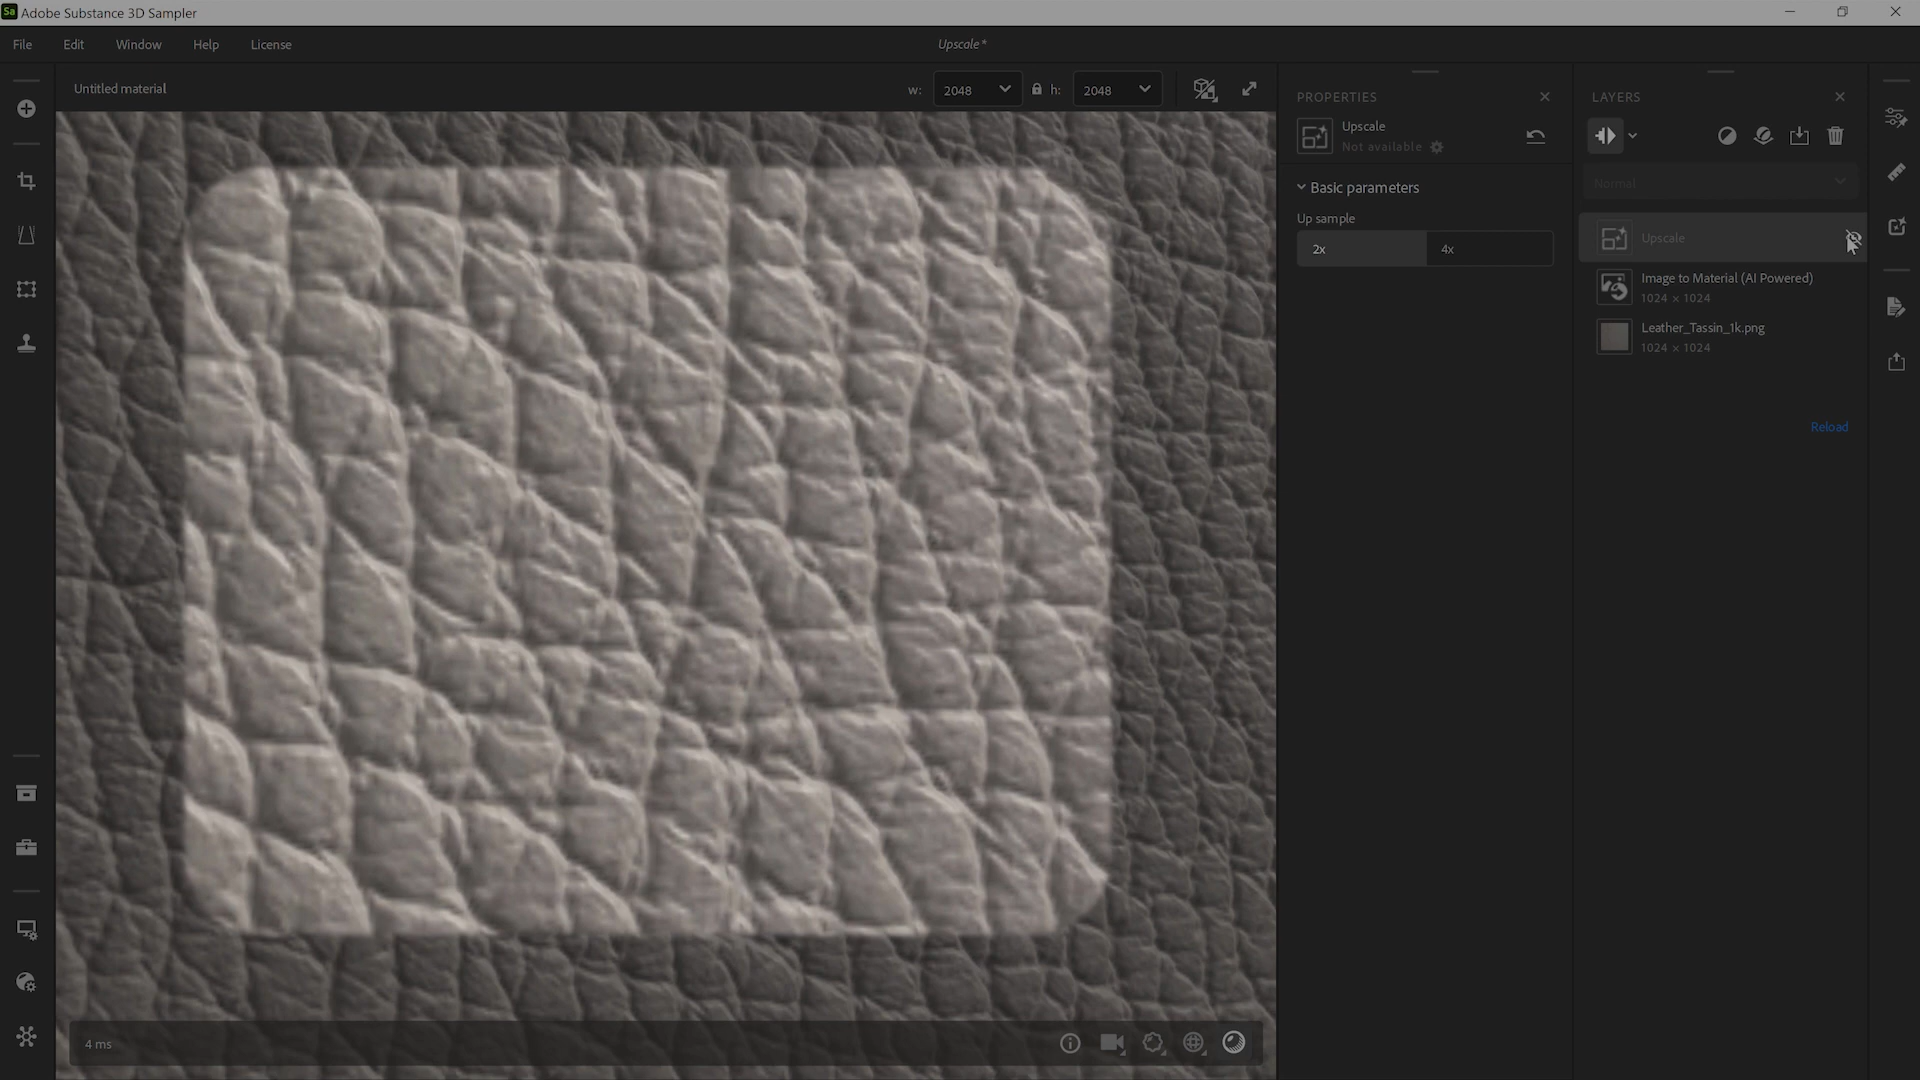 Sa Adobe Substance 3D Sampler
File Edit Window Help License Upscale*
Untitled material w: 2048 h: 2048
PROPERTIES
Upscale
Not available
Basic parameters
Up sample
2x 4x
LAYERS
Normal
Upscale
Image to Material (AI Powered)
1024 × 1024
Leather_Tassin_1k.png
1024 × 1024
Reload
4 ms